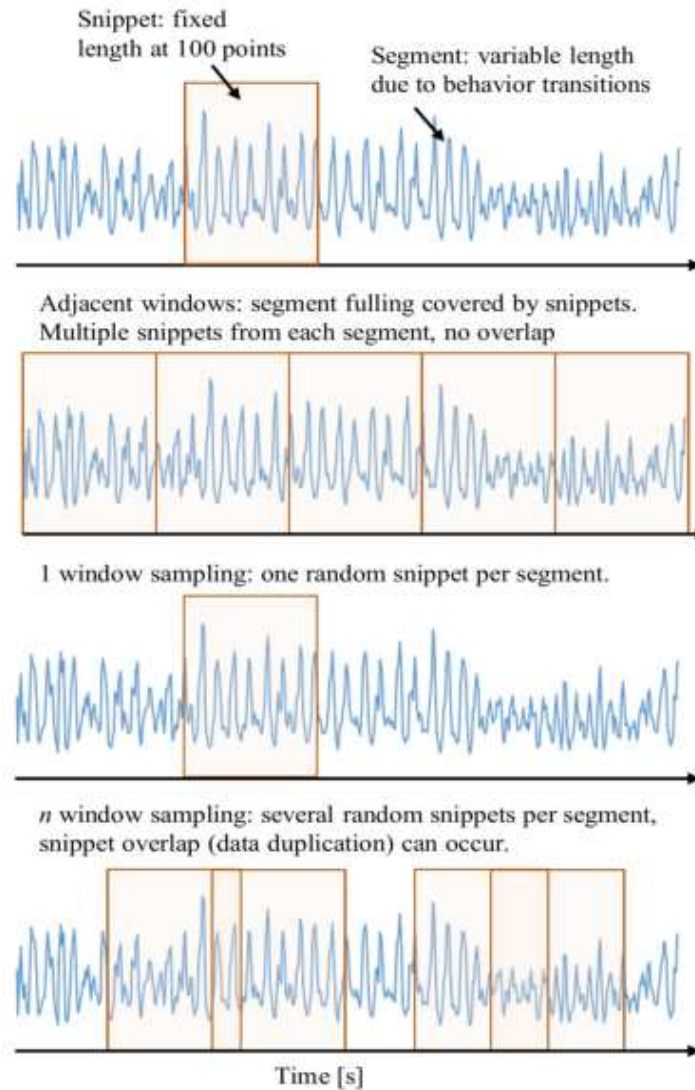 Snippet: fixed
length at 100 points
Segment: variable length
due to behavior transitions
Adjacent windows: segment fulling covered by snippets.
Multiple snippets from each segment, no overlap
1 window sampling: one random snippet per segment.
n window sampling: several random snippets per segment,
snippet overlap (data duplication) can occur.
Time [s]